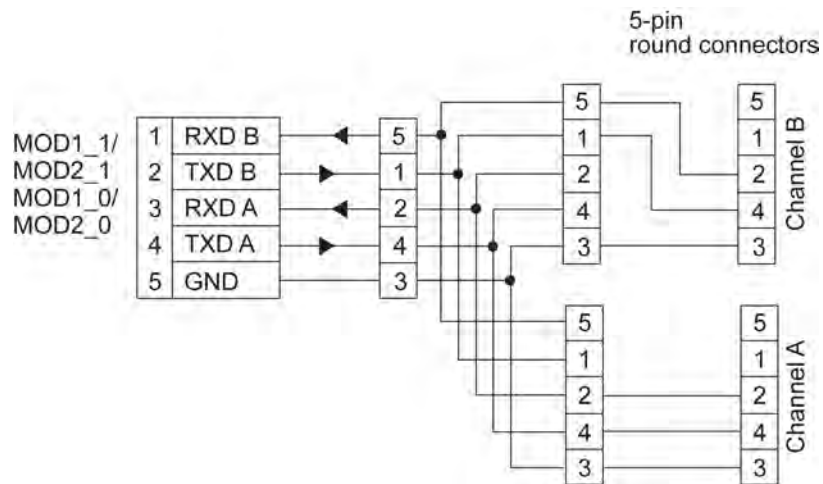 5-pin
round connectors
MOD1_1/
MOD2_1
MOD1_0/
MOD2_0
1 RXD B
2 TXD B
3 RXD A
4 TXD A
5 GND
5
1
2
4
3
5
1
2
4
3
5
1
2
4
3
Channel B
5
1
2
4
3
5
1
2
4
3
Channel A